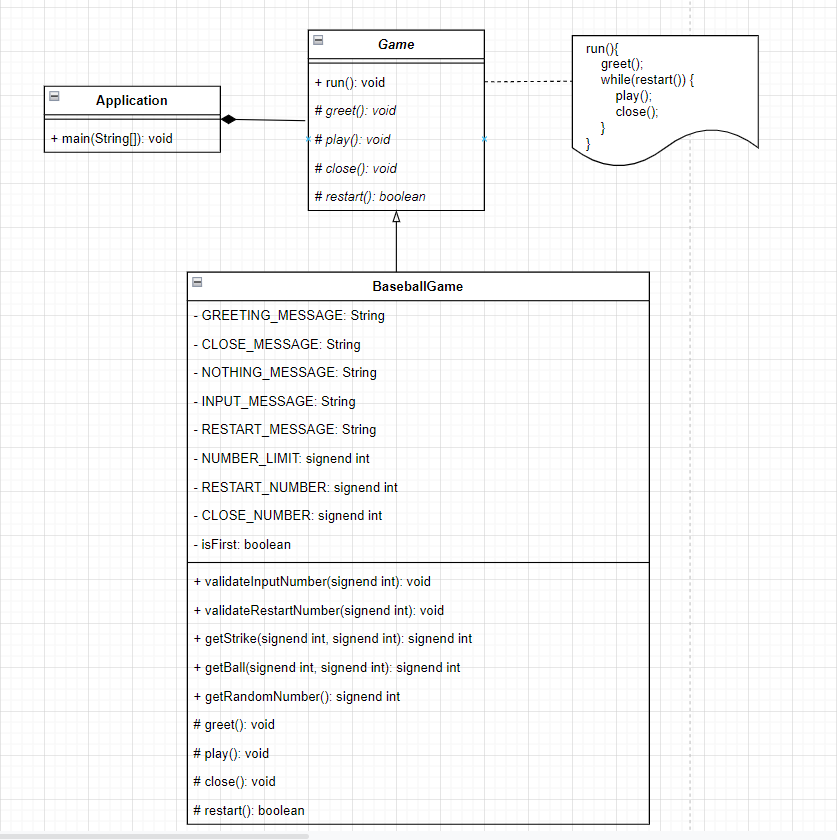 Application
+ main(String[]): void
Game
+ run(): void
# greet(): void
# play(): void
# close(): void
# restart(): boolean
run(){
greet();
while(restart()) {
play();
close();
}
}
BaseballGame
- GREETING_MESSAGE: String
- CLOSE_MESSAGE: String
- NOTHING_MESSAGE: String
- INPUT_MESSAGE: String
- RESTART_MESSAGE: String
- NUMBER_LIMIT: signend int
- RESTART_NUMBER: signend int
- CLOSE_NUMBER: signend int
- isFirst: boolean
+ validateInputNumber(signend int): void
+ validateRestartNumber(signend int): void
+ getStrike(signend int, signend int): signend int
+ getBall(signend int, signend int): signend int
+ getRandomNumber(): signend int
# greet(): void
# play(): void
# close(): void
# restart(): boolean